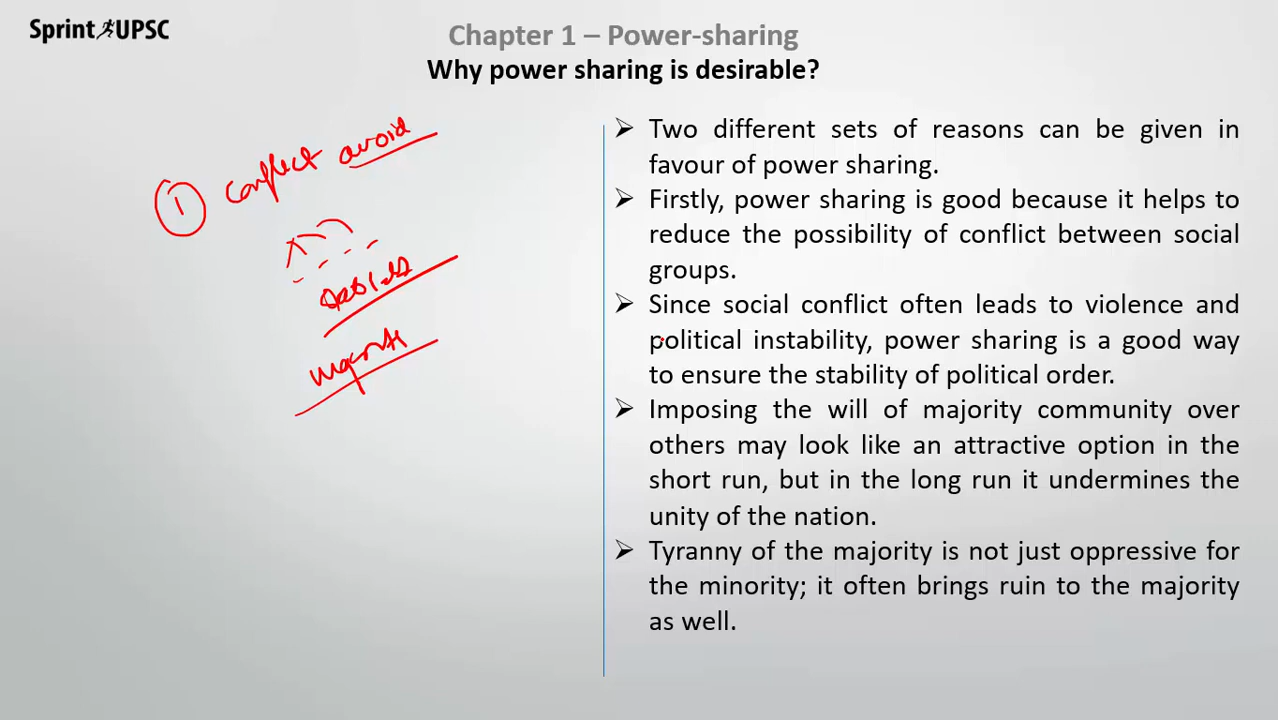 Sprint UPSC
Chapter 1 – Power-sharing
Why power sharing is desirable?
1 conflict avoid
majority
➢ Two different sets of reasons can be given in
favour of power sharing.
➢ Firstly, power sharing is good because it helps to
reduce the possibility of conflict between social
groups.
➢ Since social conflict often leads to violence and
political instability, power sharing is a good way
to ensure the stability of political order.
➢ Imposing the will of majority community over
others may look like an attractive option in the
short run, but in the long run it undermines the
unity of the nation.
➢ Tyranny of the majority is not just oppressive for
the minority; it often brings ruin to the majority
as well.